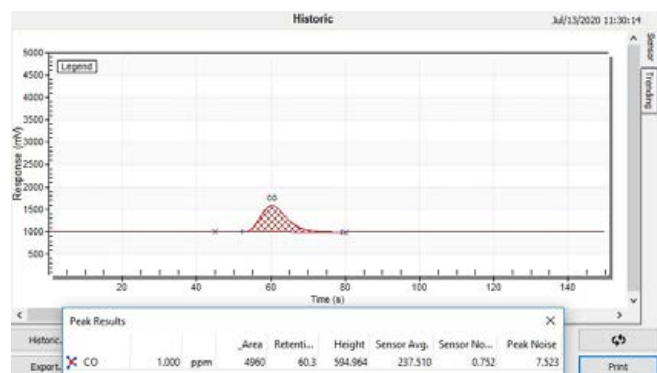 Historic
Jul/13/2020 11:30:14
Sensor
Trending
Legend
Response (mV)
5000
4500
4000
3500
3000
2500
2000
1500
1000
500
CO
20 40 60 80 100 120 140
Time (s)
Peak Results
_Area Retenti... Height Sensor Avg. Sensor No... Peak Noise
CO 1.000 ppm 4960 60.3 594.964 237.510 0.752 7.523
Historic.
Export.
Print